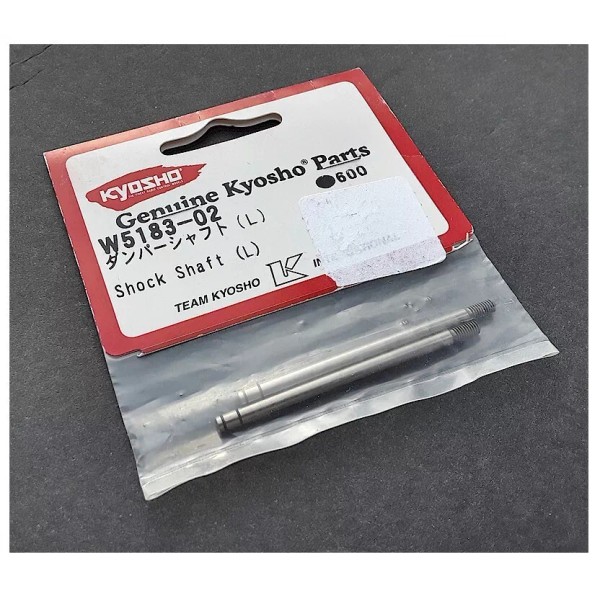 KYOSHO
Genuine Kyosho® Parts
W5183-02
●600
ダンパーシャフト(L)
Shock Shaft (L)
TEAM KYOSHO K